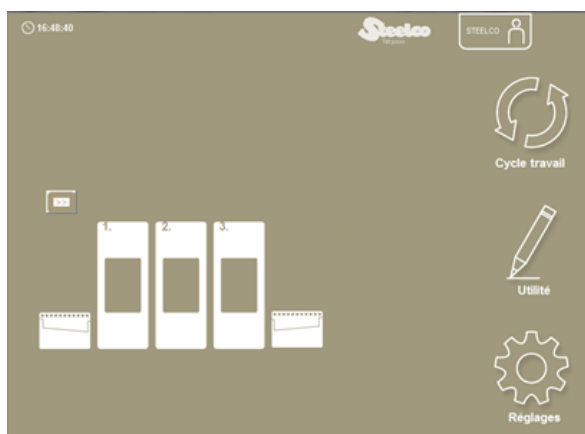 16:48:40
Steelco
STEELCO
Cycle travail
>>
1. 2. 3.
Utilité
Réglages